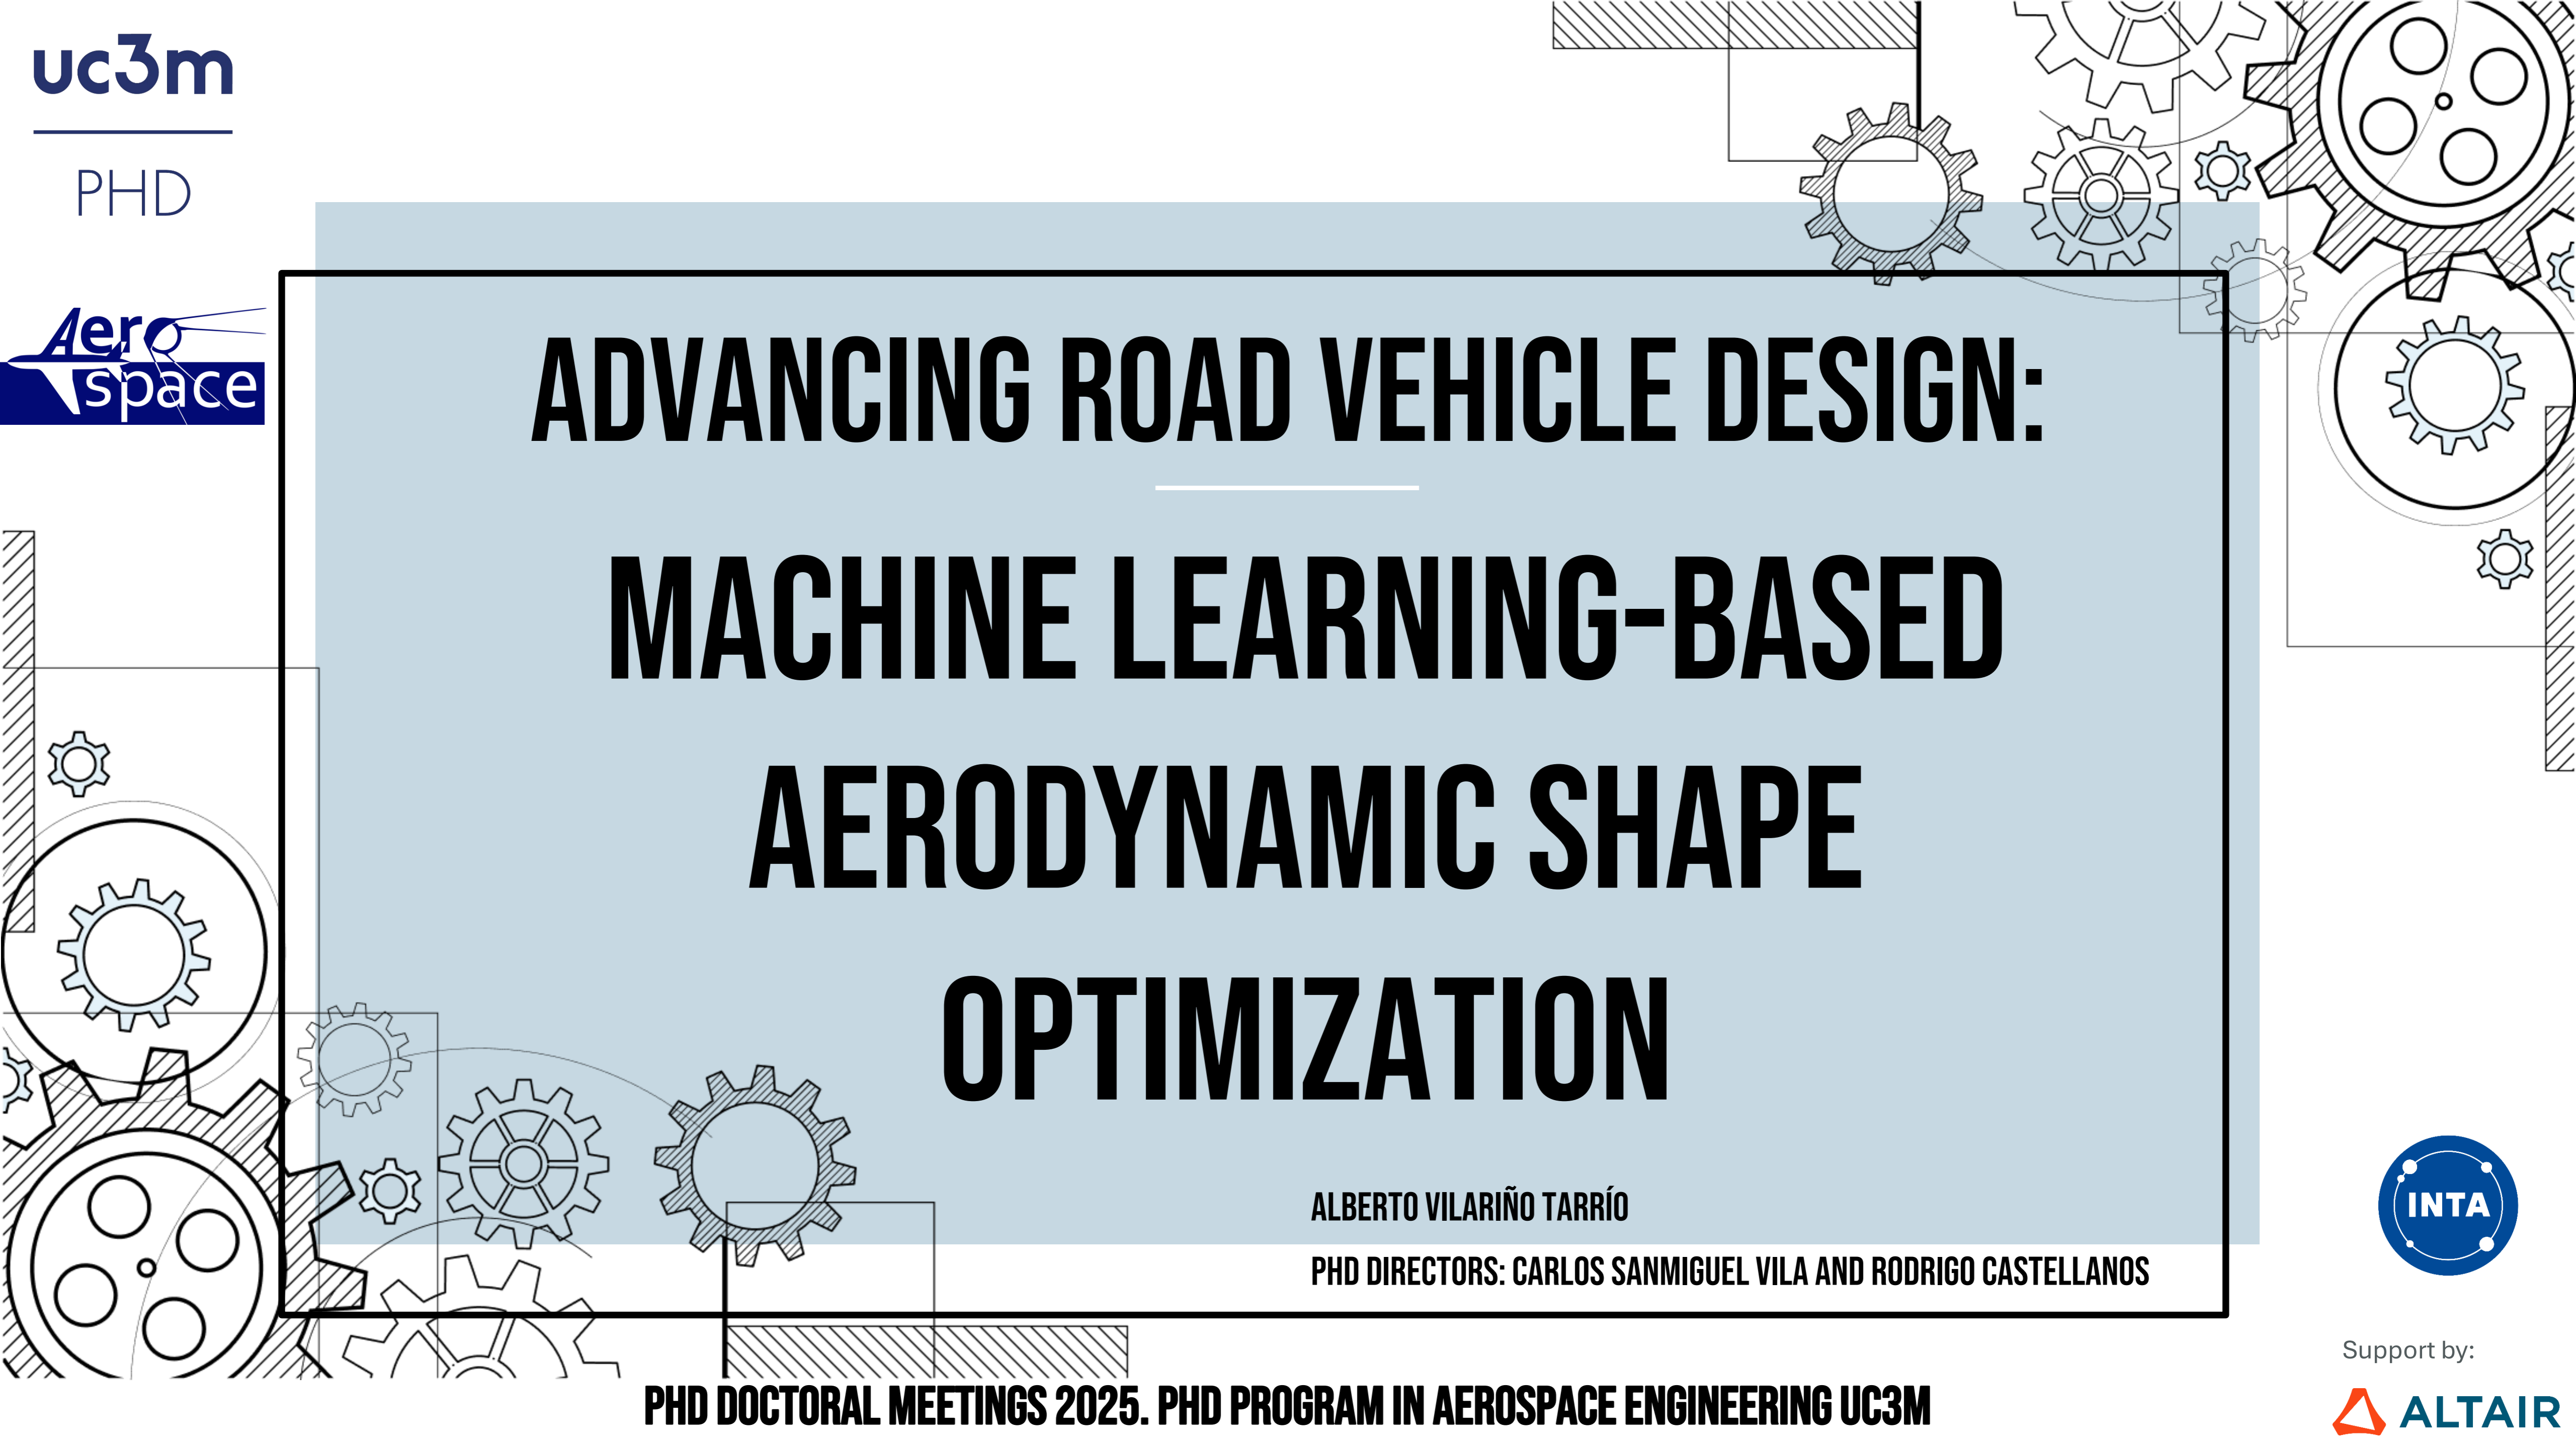 uc3m
PHD
Aero
space
ADVANCING ROAD VEHICLE DESIGN:
MACHINE LEARNING-BASED
AERODYNAMIC SHAPE
OPTIMIZATION
ALBERTO VILARIÑO TARRÍO
PHD DIRECTORS: CARLOS SANMIGUEL VILA AND RODRIGO CASTELLANOS
INTA
Support by:
ALTAIR
PHD DOCTORAL MEETINGS 2025. PHD PROGRAM IN AEROSPACE ENGINEERING UC3M